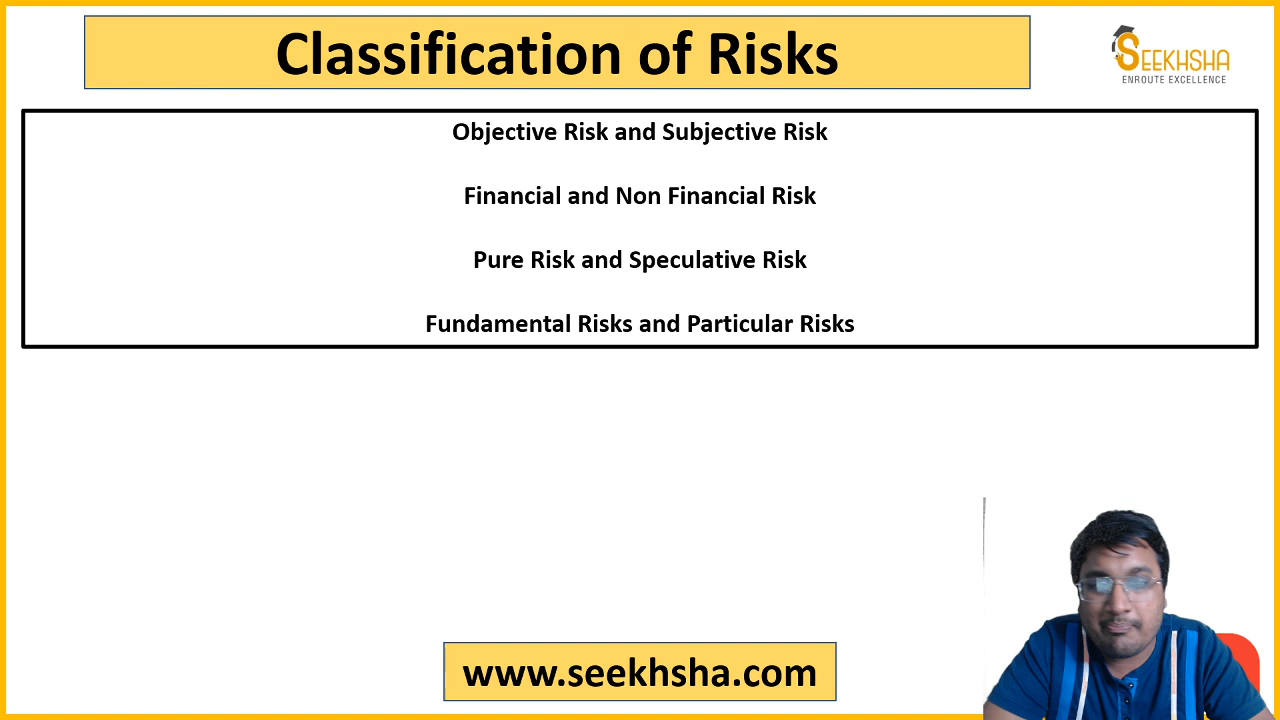 Classification of Risks
SEEKHSHA
ENROUTE EXCELLENCE
Objective Risk and Subjective Risk
Financial and Non Financial Risk
Pure Risk and Speculative Risk
Fundamental Risks and Particular Risks
www.seekhsha.com